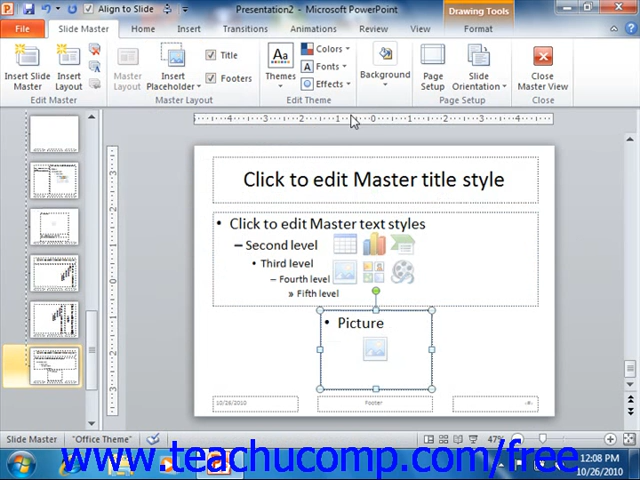 Align to Slide
Presentation2 - Microsoft PowerPoint
Drawing Tools
File
Slide Master
Home
Insert
Transitions
Animations
Review
View
Format
Insert Slide Master
Insert Layout
Master Layout
Insert Placeholder
Title
Footers
Themes
Colors
Fonts
Effects
Background
Page Setup
Slide Orientation
Close Master View
Edit Master
Master Layout
Edit Theme
Page Setup
Close
Click to edit Master title style
• Click to edit Master text styles
– Second level
• Third level
– Fourth level
» Fifth level
• Picture
10/26/2010
Footer
‹#›
Slide Master
"Office Theme"
47%
www.teachucomp.com/free
12:08 PM
10/26/2010